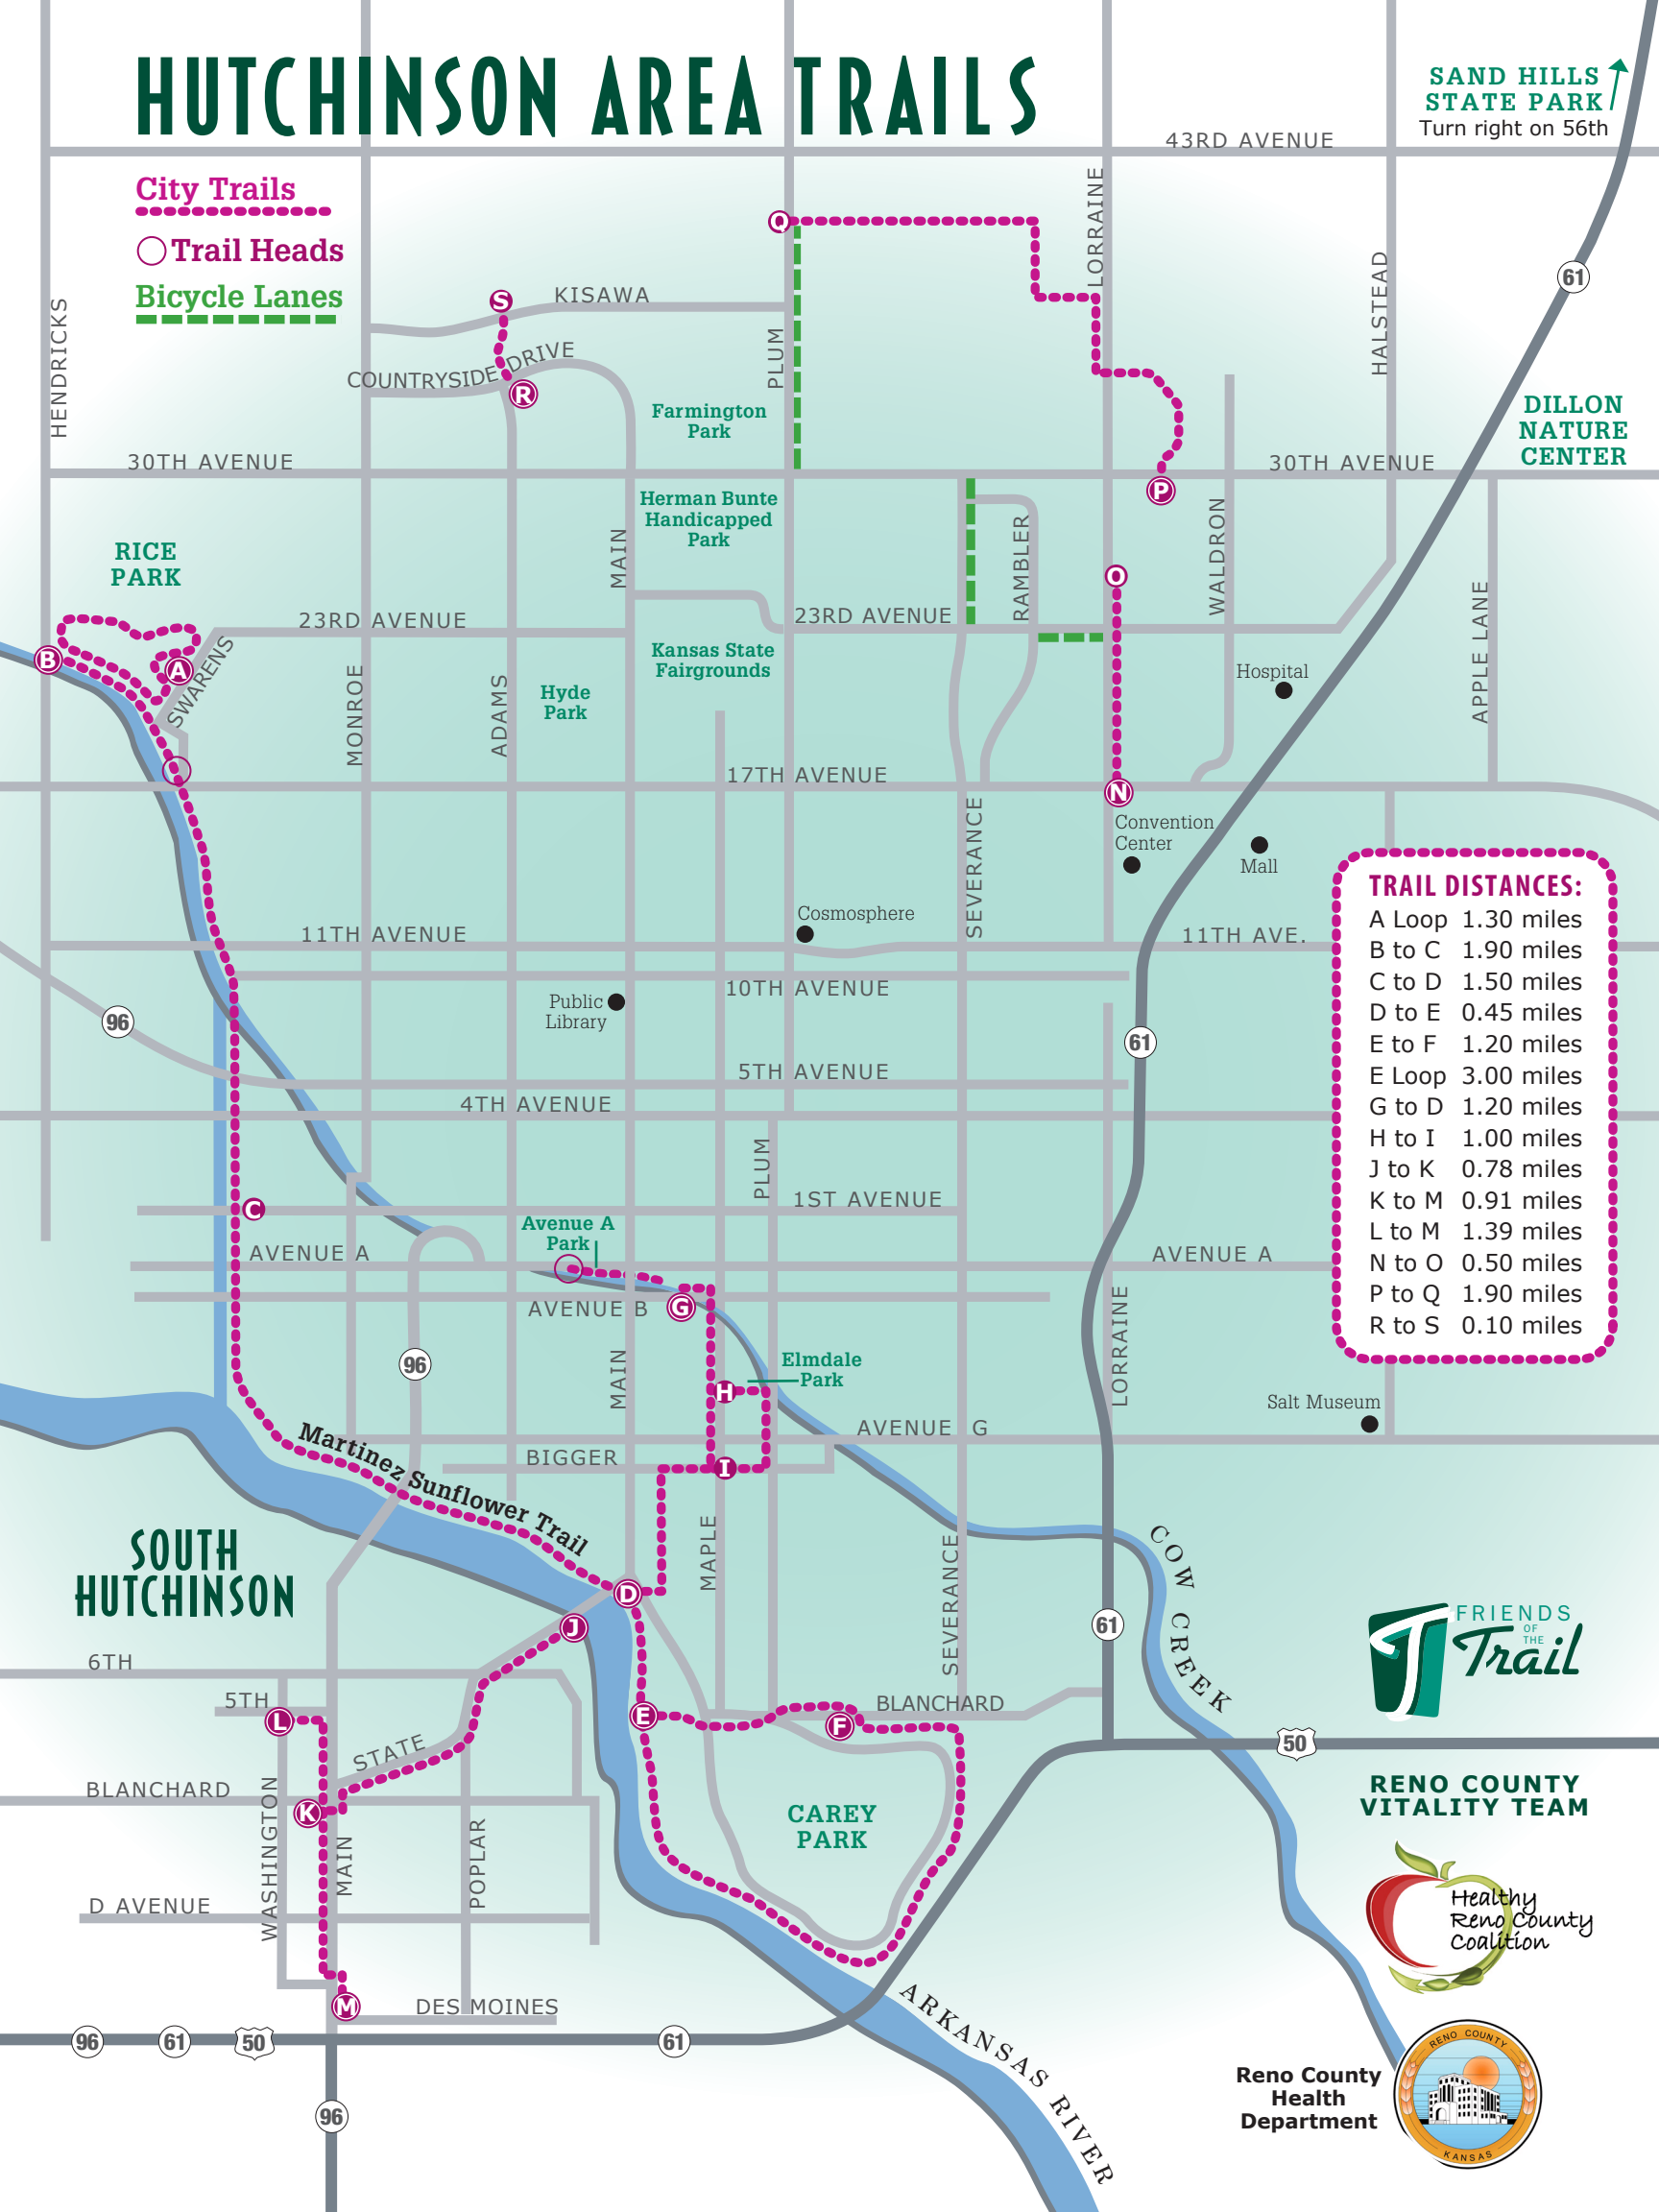 HUTCHINSON AREA TRAILS
SAND HILLS
STATE PARK
Turn right on 56th
43RD AVENUE
City Trails
Trail Heads
Bicycle Lanes
Q
LORRAINE
HALSTEAD
61
HENDRICKS
S
KISAWA
PLUM
COUNTRYSIDE DRIVE
R
Farmington
Park
DILLON
NATURE
CENTER
30TH AVENUE
30TH AVENUE
P
Herman Bunte
Handicapped
Park
MAIN
RAMBLER
WALDRON
RICE
PARK
O
APPLE LANE
23RD AVENUE
23RD AVENUE
B
A
SWARENS
Kansas State
Fairgrounds
Hospital
MONROE
ADAMS
Hyde
Park
17TH AVENUE
N
Convention
Center
Mall
SEVERANCE
TRAIL DISTANCES:
A Loop 1.30 miles
B to C 1.90 miles
C to D 1.50 miles
D to E 0.45 miles
E to F 1.20 miles
E Loop 3.00 miles
G to D 1.20 miles
H to I 1.00 miles
J to K 0.78 miles
K to M 0.91 miles
L to M 1.39 miles
N to O 0.50 miles
P to Q 1.90 miles
R to S 0.10 miles
Cosmosphere
11TH AVENUE
11TH AVE.
10TH AVENUE
Public
Library
96
61
5TH AVENUE
4TH AVENUE
PLUM
C
1ST AVENUE
Avenue A
Park
AVENUE A
AVENUE A
AVENUE B
G
LORRAINE
96
MAIN
Elmdale
Park
H
Salt Museum
AVENUE G
BIGGER
I
Martinez Sunflower Trail
MAPLE
SEVERANCE
COW CREEK
SOUTH
HUTCHINSON
D
J
61
FRIENDS
OF
THE
Trail
6TH
5TH
L
E
F
BLANCHARD
STATE
50
BLANCHARD
K
WASHINGTON
MAIN
POPLAR
CAREY
PARK
RENO COUNTY
VITALITY TEAM
Healthy
Reno County
Coalition
D AVENUE
M
DES MOINES
ARKANSAS RIVER
96
61
50
61
96
Reno County
Health
Department
RENO COUNTY
KANSAS